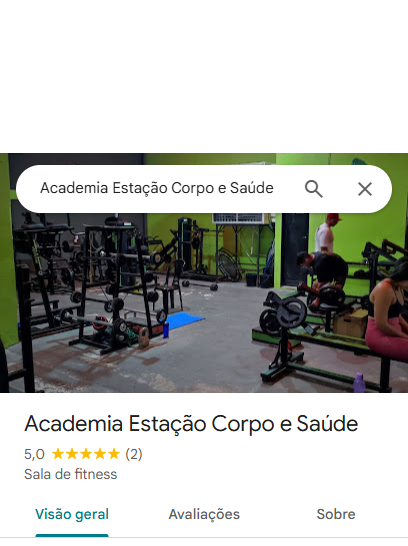 Academia Estação Corpo e Saúde
Academia Estação Corpo e Saúde
5,0 ★★★★★ (2)
Sala de fitness
Visão geral Avaliações Sobre